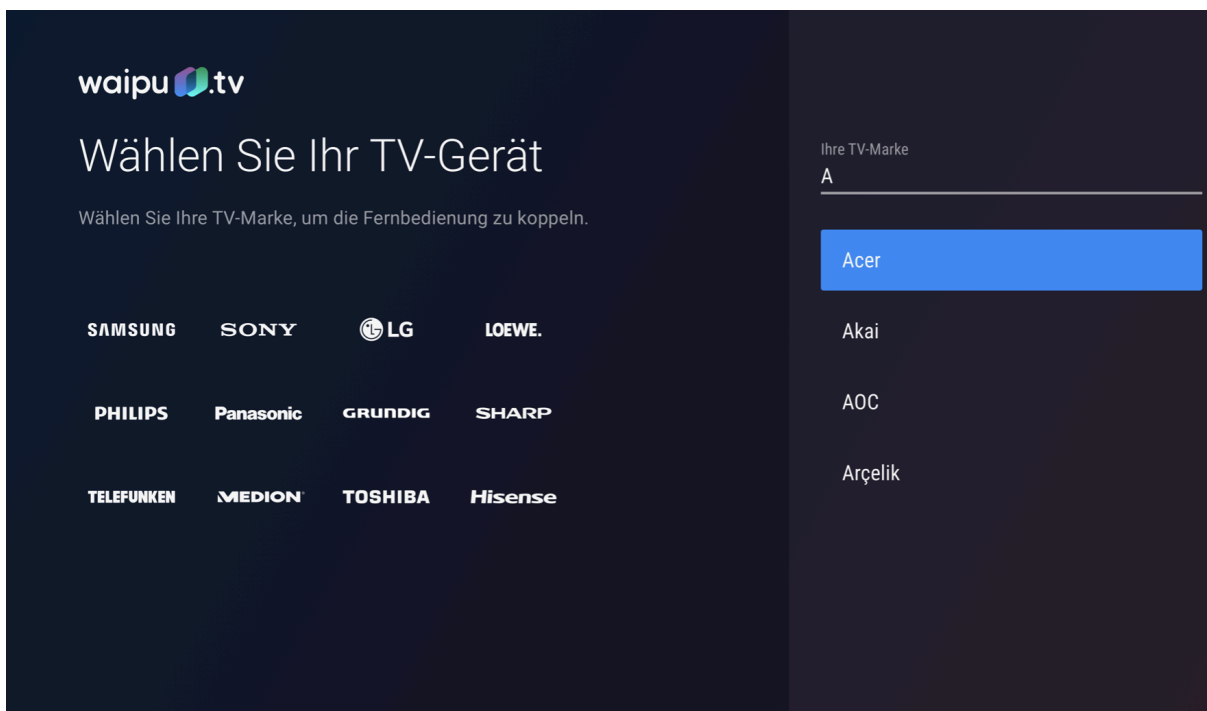 waipu.tv
Wählen Sie Ihr TV-Gerät
Wählen Sie Ihre TV-Marke, um die Fernbedienung zu koppeln.
SAMSUNG SONY LG LOEWE.
PHILIPS Panasonic GRUNDIG SHARP
TELEFUNKEN MEDION TOSHIBA Hisense
Ihre TV-Marke
A
Acer
Akai
AOC
Arçelik